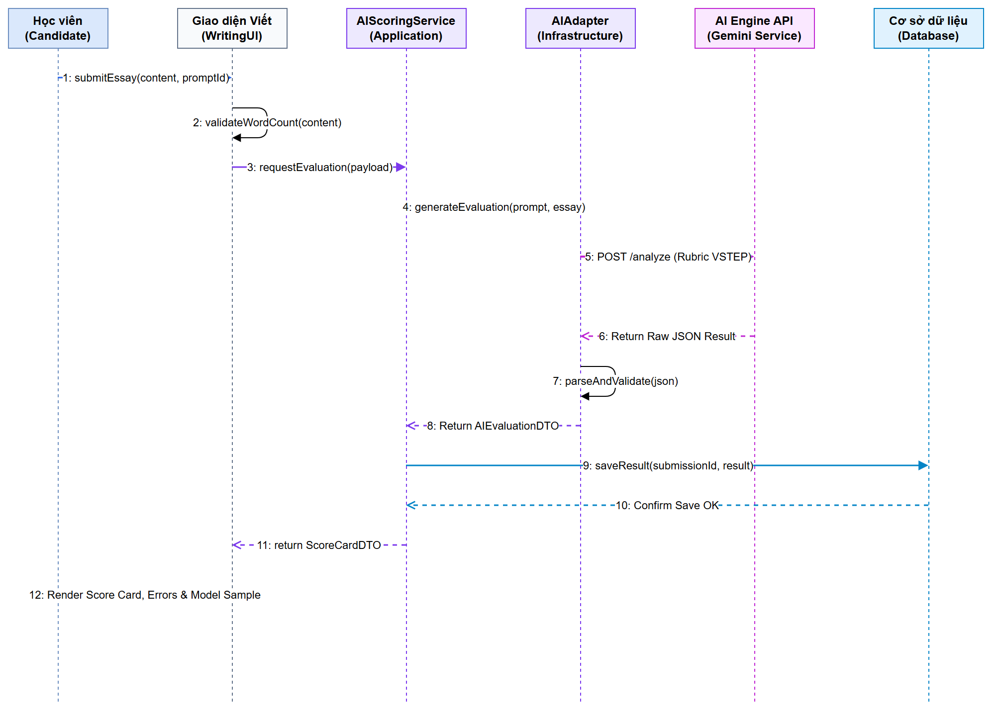 Học viên
(Candidate)
Giao diện Viết
(WritingUI)
AIScoringService
(Application)
AIAdapter
(Infrastructure)
AI Engine API
(Gemini Service)
Cơ sở dữ liệu
(Database)
1: submitEssay(content, promptId)
2: validateWordCount(content)
3: requestEvaluation(payload)
4: generateEvaluation(prompt, essay)
5: POST /analyze (Rubric VSTEP)
6: Return Raw JSON Result
7: parseAndValidate(json)
8: Return AIEvaluationDTO
9: saveResult(submissionId, result)
10: Confirm Save OK
11: return ScoreCardDTO
12: Render Score Card, Errors & Model Sample